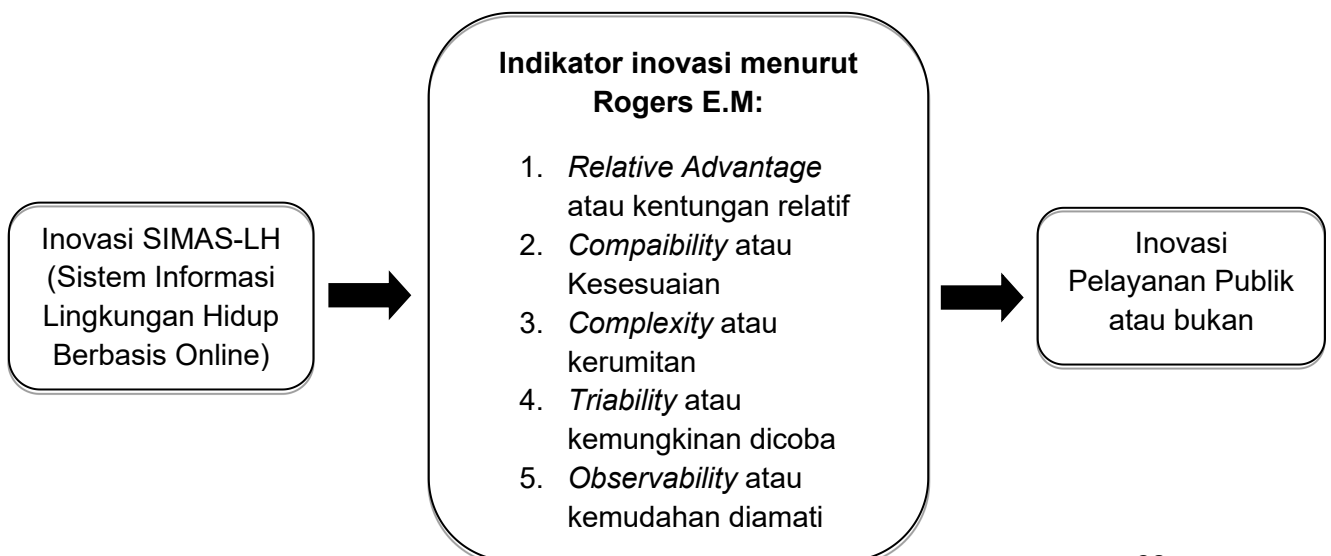 Inovasi SIMAS-LH
(Sistem Informasi
Lingkungan Hidup
Berbasis Online)
Indikator inovasi menurut
Rogers E.M:
1. Relative Advantage
atau kentungan relatif
2. Compaibility atau
Kesesuaian
3. Complexity atau
kerumitan
4. Triability atau
kemungkinan dicoba
5. Observability atau
kemudahan diamati
Inovasi
Pelayanan Publik
atau bukan